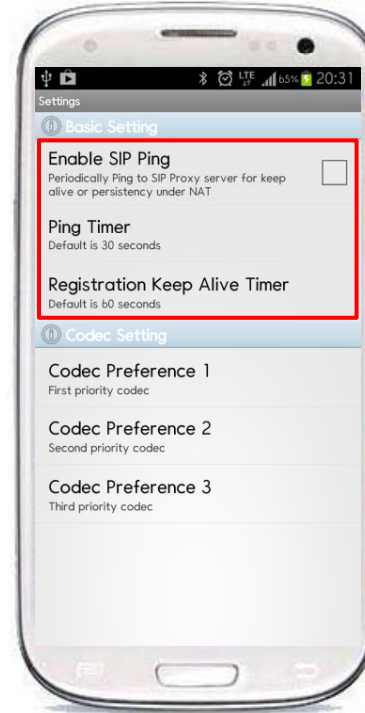 65% 20:31
Settings
Basic Setting
Enable SIP Ping
Periodically Ping to SIP Proxy server for keep
alive or persistency under NAT
Ping Timer
Default is 30 seconds
Registration Keep Alive Timer
Default is 60 seconds
Codec Setting
Codec Preference 1
First priority codec
Codec Preference 2
Second priority codec
Codec Preference 3
Third priority codec